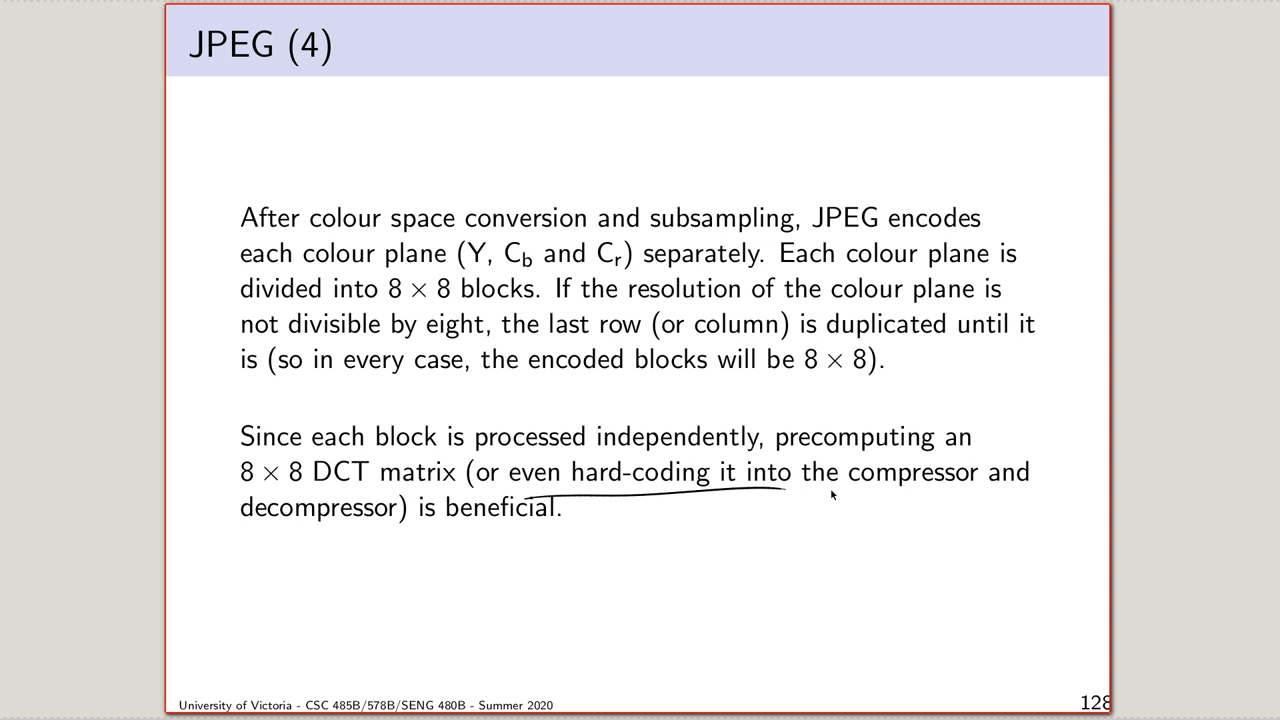 JPEG (4)
After colour space conversion and subsampling, JPEG encodes
each colour plane (Y, Cb and Cr) separately. Each colour plane is
divided into 8 × 8 blocks. If the resolution of the colour plane is
not divisible by eight, the last row (or column) is duplicated until it
is (so in every case, the encoded blocks will be 8 × 8).
Since each block is processed independently, precomputing an
8 × 8 DCT matrix (or even hard-coding it into the compressor and
decompressor) is beneficial.
University of Victoria - CSC 485B/578B/SENG 480B - Summer 2020
128